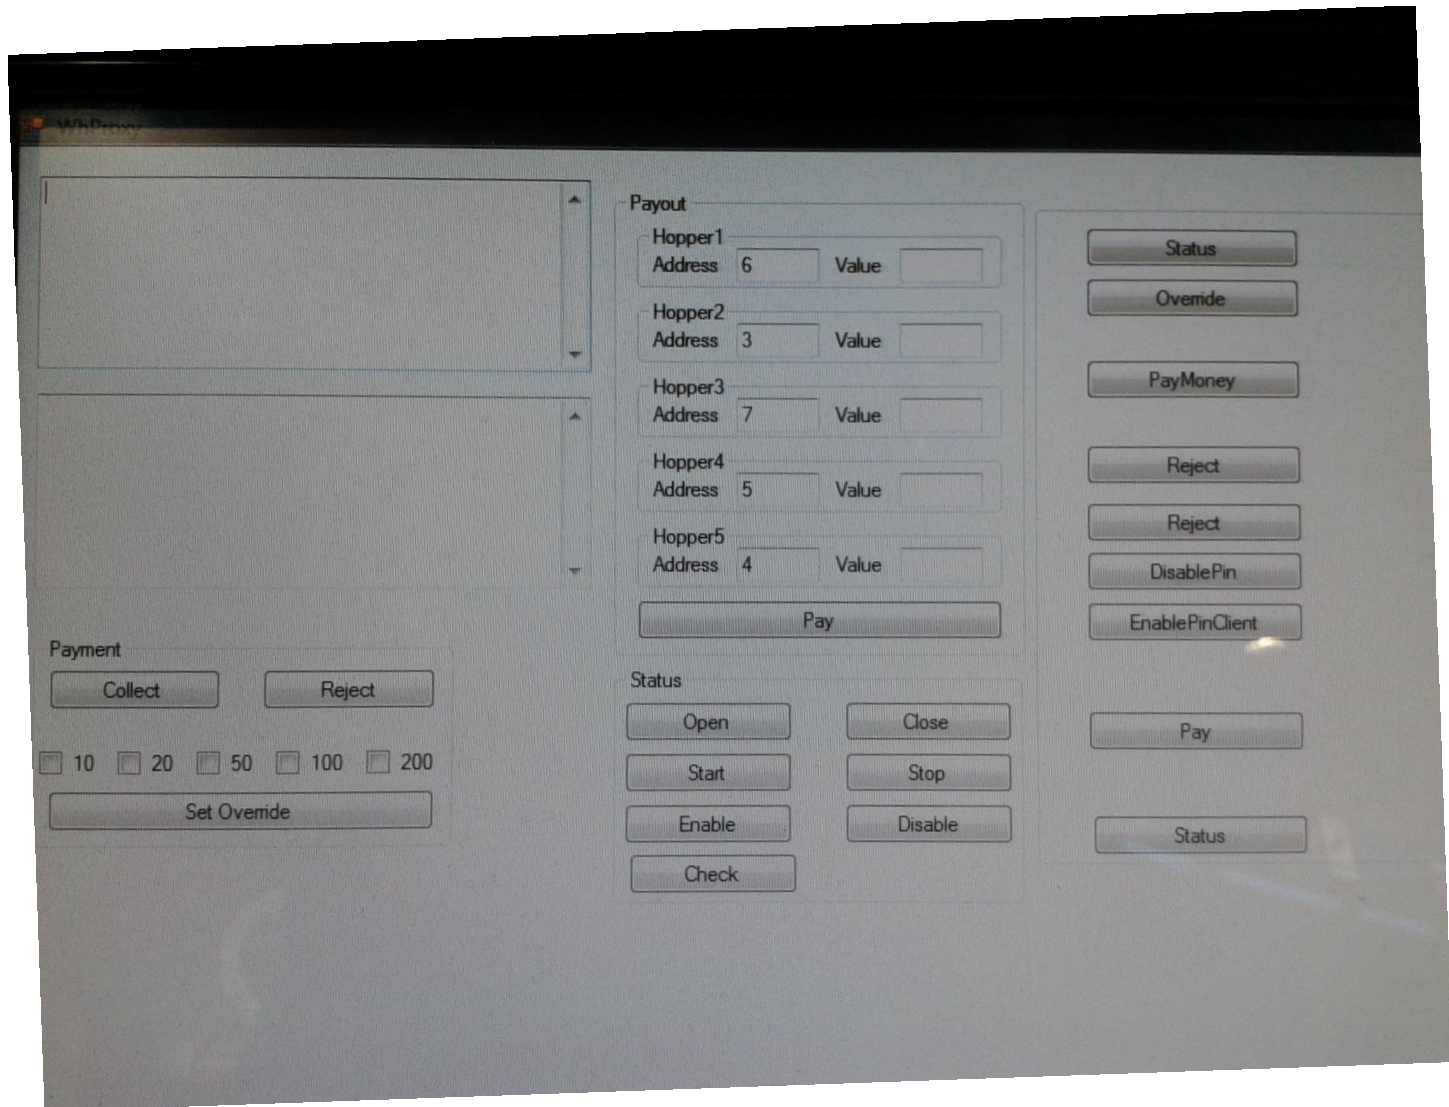 WhProxy
Payout
Hopper1
Address 6 Value
Hopper2
Address 3 Value
Hopper3
Address 7 Value
Hopper4
Address 5 Value
Hopper5
Address 4 Value
Pay
Payment
Collect Reject
10 20 50 100 200
Set Override
Status
Open Close
Start Stop
Enable Disable
Check
Status
Override
PayMoney
Reject
Reject
DisablePin
EnablePinClient
Pay
Status